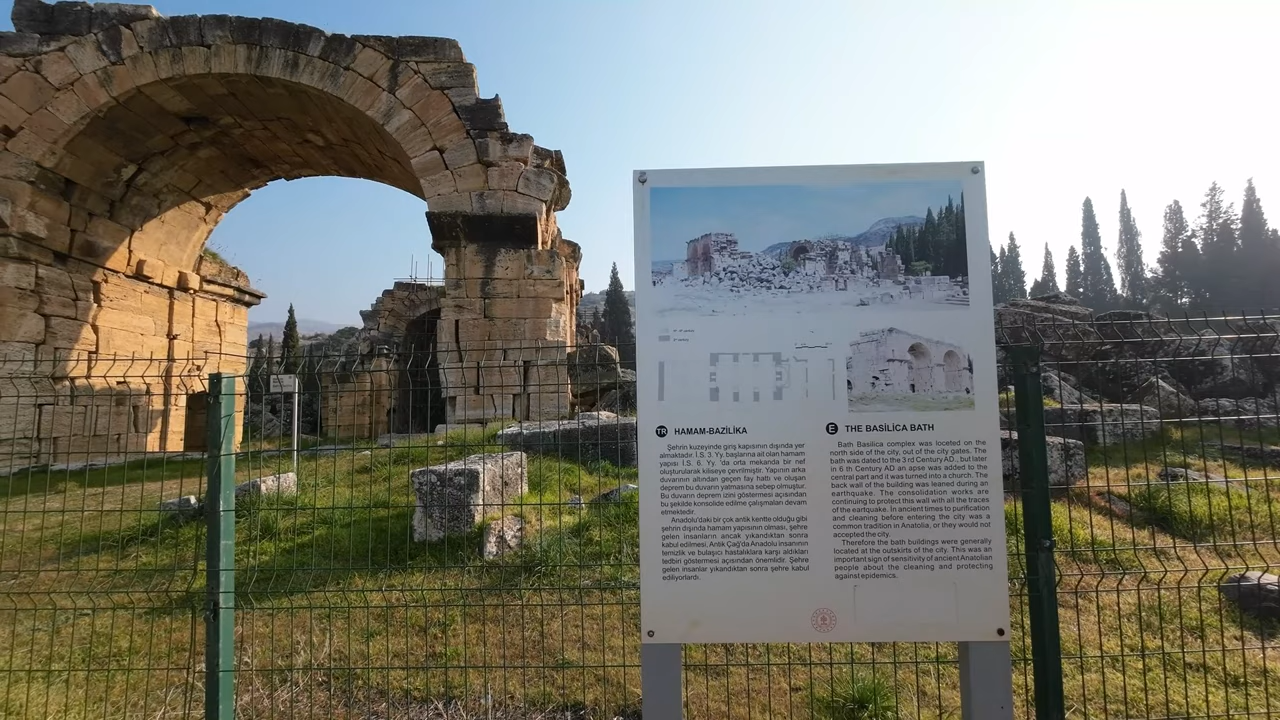 TR HAMAM-BAZİLİKA
Şehrin kuzeyinde giriş kapısının dışında yer
almaktadır. İ.S. 3. Yy. başlarına ait olan hamam
yapısı İ.S. 6. Yy. 'da orta mekanda bir nef
oluşturularak kiliseye çevrilmiştir. Yapının arka
duvarının altından geçen fay hattı ve oluşan
deprem bu duvarın yatmasına sebep olmuştur.
Bu duvarın deprem izini göstermesi açısından
bu şekilde konsolide edilme çalışmaları devam
etmektedir.
Anadolu'daki bir çok antik kentte olduğu gibi
şehrin dışında hamam yapısının olması, şehre
gelen insanların ancak yıkandıktan sonra
kabul edilmesi, Antik Çağ'da Anadolu insanının
temizlik ve bulaşıcı hastalıklara karşı aldıkları
tedbiri göstermesi açısından önemlidir. Şehre
gelen insanlar yıkandıktan sonra şehre kabul
ediliyorlardı.
E THE BASİLİCA BATH
Bath Basilica complex was located on the
north side of the city, out of the city gates. The
bath was dated to the 3 rd Century AD., but later
in 6 th Century AD an apse was added to the
central part and it was turned into a church. The
back wall of the building was leaned during an
earthquake. The consolidation works are
continuing to protect this wall with all the traces
of the eartquake. In ancient times to purification
and cleaning before entering the city was a
common tradition in Anatolia, or they would not
accepted the city.
Therefore the bath buildings were generally
located at the outskirts of the city. This was an
important sign of sensitivity of ancient Anatolian
people about the cleaning and protecting
against epidemics.